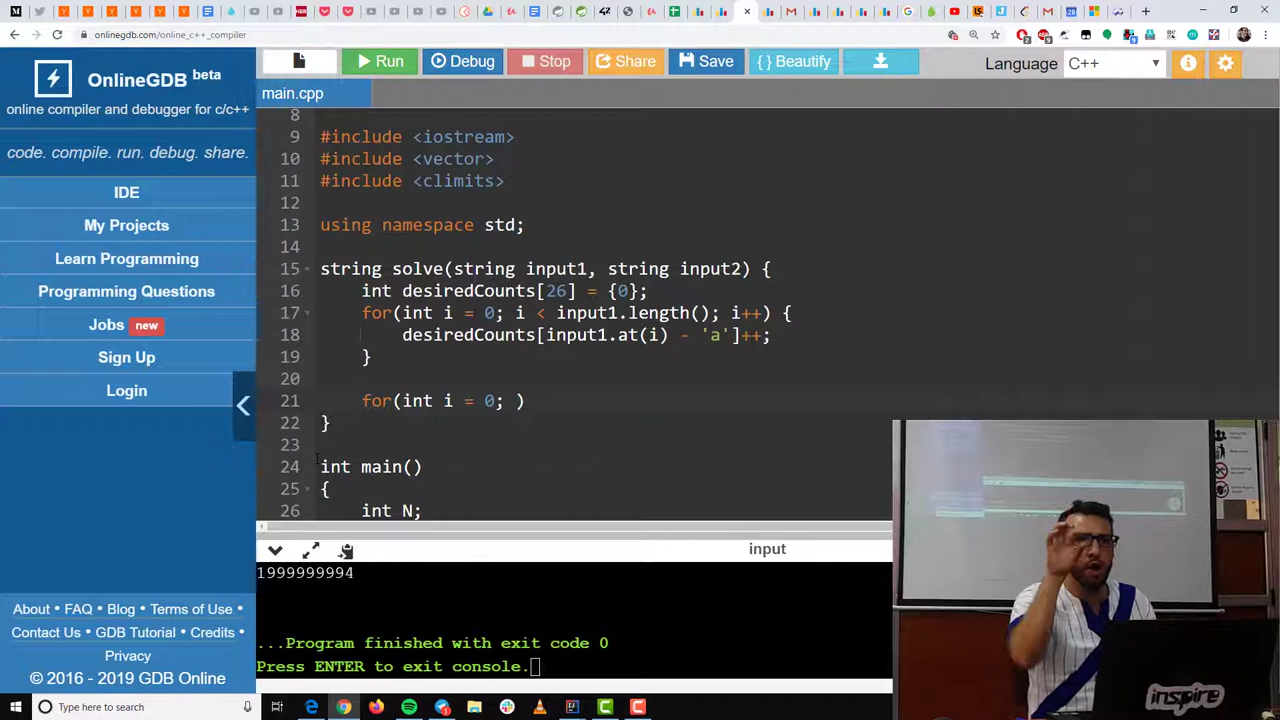 onlinegdb.com/online_c++_compiler
OnlineGDB beta
online compiler and debugger for c/c++
code. compile. run. debug. share.
IDE
My Projects
Learn Programming
Programming Questions
Jobs new
Sign Up
Login
About • FAQ • Blog • Terms of Use •
Contact Us • GDB Tutorial • Credits •
Privacy
© 2016 - 2019 GDB Online
Run
Debug
Stop
Share
Save
{ } Beautify
Language
C++
main.cpp
8
9 #include <iostream>
10 #include <vector>
11 #include <climits>
12
13 using namespace std;
14
15 string solve(string input1, string input2) {
16 int desiredCounts[26] = {0};
17 for(int i = 0; i < input1.length(); i++) {
18 desiredCounts[input1.at(i) - 'a']++;
19 }
20
21 for(int i = 0; )
22 }
23
24 int main()
25 {
26 int N;
input
1999999994
...Program finished with exit code 0
Press ENTER to exit console.
inspire
Type here to search